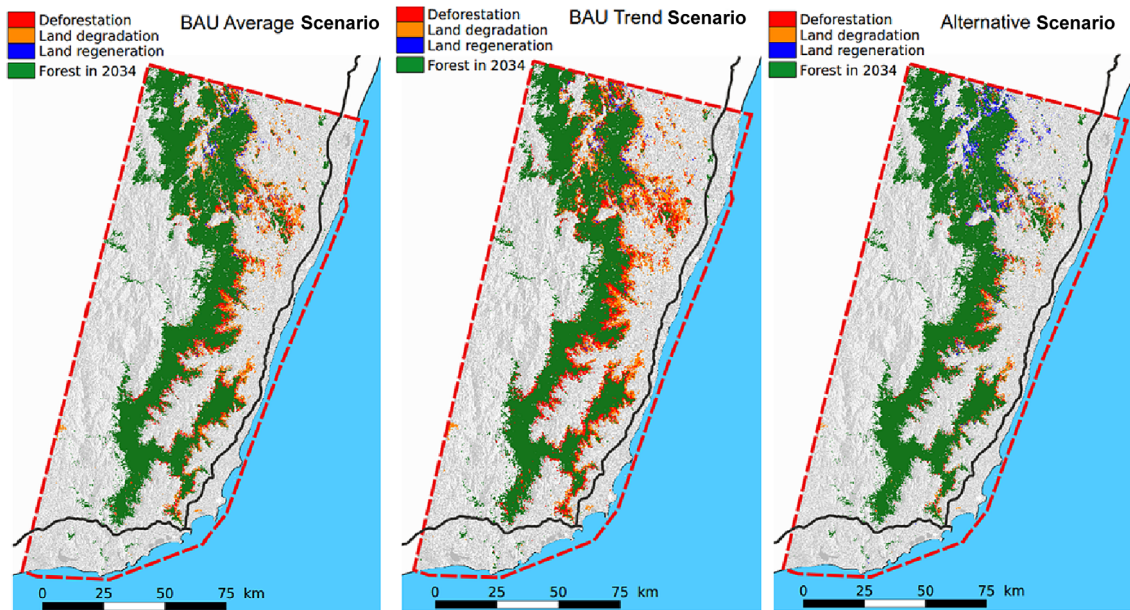 BAU Average Scenario
Deforestation
Land degradation
Land regeneration
Forest in 2034
0 25 50 75 km
BAU Trend Scenario
Deforestation
Land degradation
Land regeneration
Forest in 2034
0 25 50 75 km
Alternative Scenario
Deforestation
Land degradation
Land regeneration
Forest in 2034
0 25 50 75 km